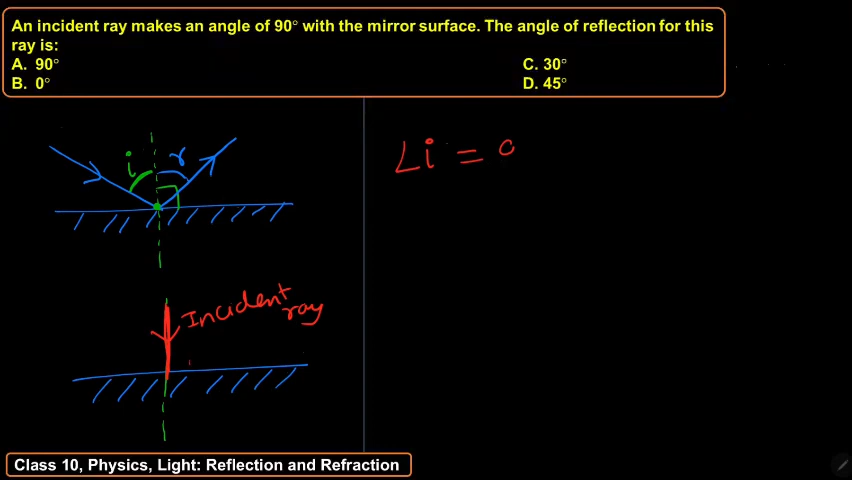 An incident ray makes an angle of 90° with the mirror surface. The angle of reflection for this
ray is:
A. 90°
C. 30°
B. 0°
D. 45°
i r
∠i = 0
Incident
ray
Class 10, Physics, Light: Reflection and Refraction